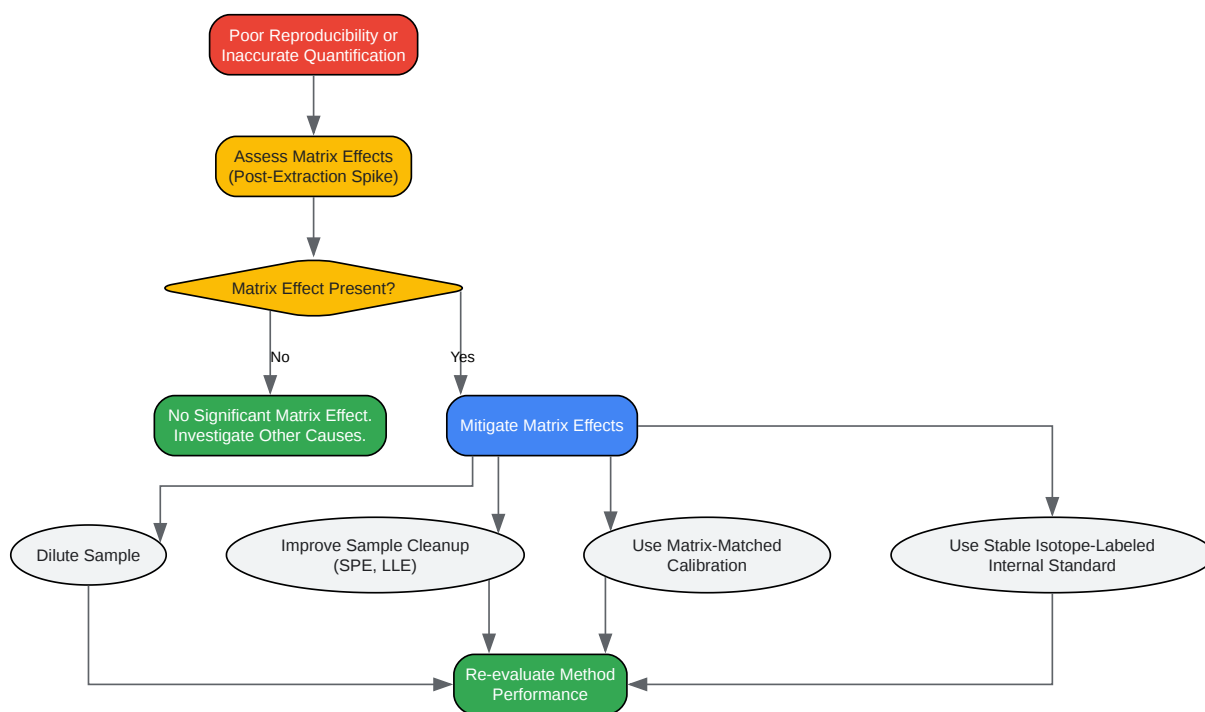 Poor Reproducibility or
Inaccurate Quantification
Assess Matrix Effects
(Post-Extraction Spike)
Matrix Effect Present?
No
Yes
No Significant Matrix Effect.
Investigate Other Causes.
Mitigate Matrix Effects
Dilute Sample
Improve Sample Cleanup
(SPE, LLE)
Use Matrix-Matched
Calibration
Use Stable Isotope-Labeled
Internal Standard
Re-evaluate Method
Performance